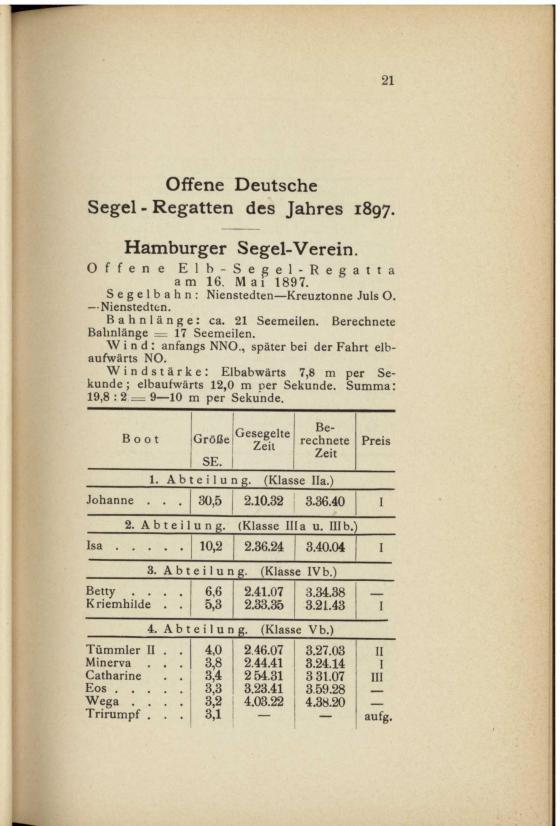 21
Offene Deutsche
Segel-Regatten des Jahres 1897.
Hamburger Segel-Verein.
Offene Elb-Segel-Regatta
am 16. Mai 1897.
Segelbahn: Nienstedten—Kreuztonne Juls O.
—Nienstedten.
Bahnlänge: ca. 21 Seemeilen. Berechnete
Bahnlänge = 17 Seemeilen.
Wind: anfangs NNO., später bei der Fahrt elb-
aufwärts NO.
Windstärke: Elbabwärts 7,8 m per Se-
kunde; elbaufwärts 12,0 m per Sekunde. Summa:
19,8 : 2 = 9—10 m per Sekunde.
Boot Größe SE. Gesegelte Zeit Be-rechnete Zeit Preis
1. Abteilung. (Klasse IIa.)
Johanne . . . 30,5 2.10.32 3.36.40 I
2. Abteilung. (Klasse IIIa u. IIIb.)
Isa . . . . . 10,2 2.36.24 3.40.04 I
3. Abteilung. (Klasse IVb.)
Betty . . . . 6,6 2.41.07 3.34.38 —
Kriemhilde . . 5,3 2.33.35 3.21.43 I
4. Abteilung. (Klasse Vb.)
Tümmler II . . 4,0 2.46.07 3.27.03 II
Minerva . . . 3,8 2.44.41 3.24.14 I
Catharine . . 3,4 2 54.31 3 31.07 III
Eos . . . . . 3,3 3.23.41 3 59.28 —
Wega . . . . 3,2 4,03.22 4.38.20 —
Trirumpf . . . 3,1 — — aufg.